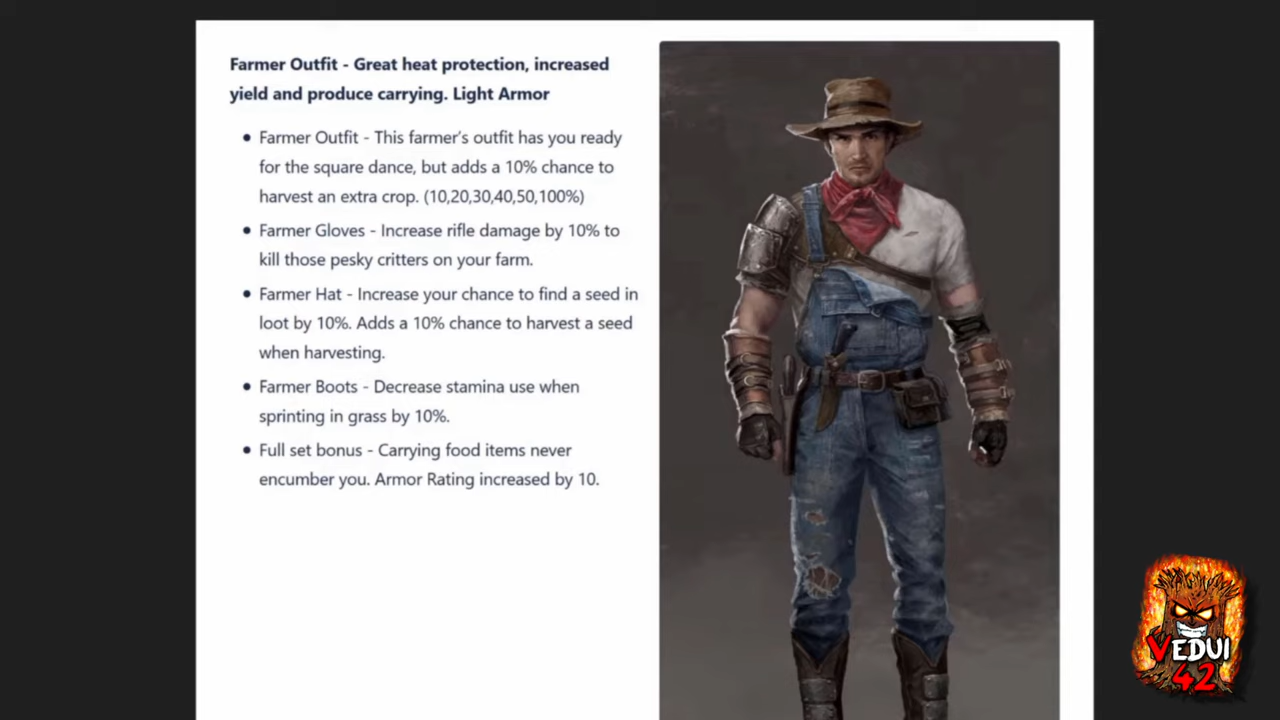 Farmer Outfit - Great heat protection, increased
yield and produce carrying. Light Armor
Farmer Outfit - This farmer's outfit has you ready
for the square dance, but adds a 10% chance to
harvest an extra crop. (10,20,30,40,50,100%)
Farmer Gloves - Increase rifle damage by 10% to
kill those pesky critters on your farm.
Farmer Hat - Increase your chance to find a seed in
loot by 10%. Adds a 10% chance to harvest a seed
when harvesting.
Farmer Boots - Decrease stamina use when
sprinting in grass by 10%.
Full set bonus - Carrying food items never
encumber you. Armor Rating increased by 10.
VEDUI
42